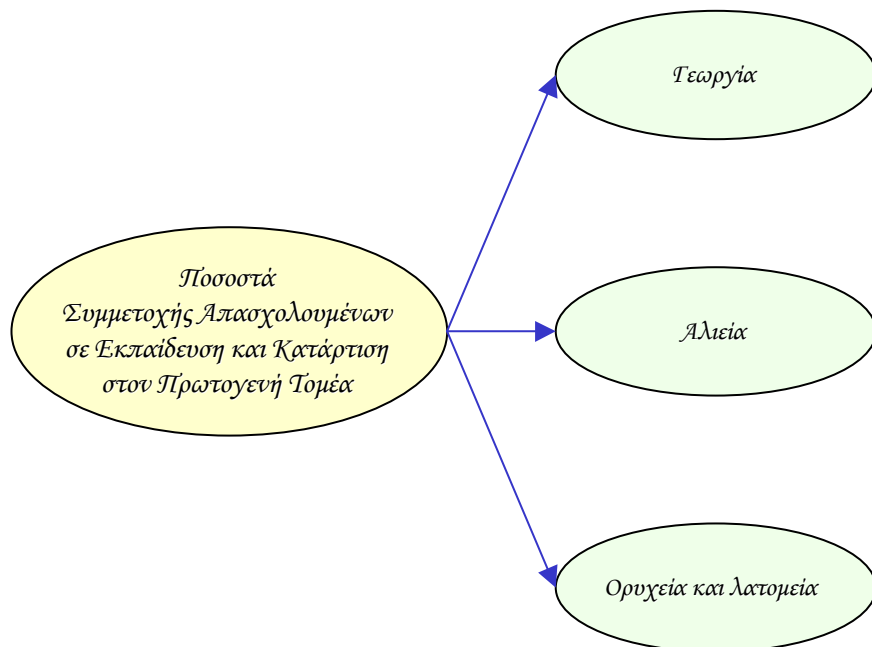 Γεωργία
Ποσοστά
Συμμετοχής Απασχολουμένων
σε Εκπαίδευση και Κατάρτιση
στον Πρωτογενή Τομέα
Αλιεία
Ορυχεία και λατομεία